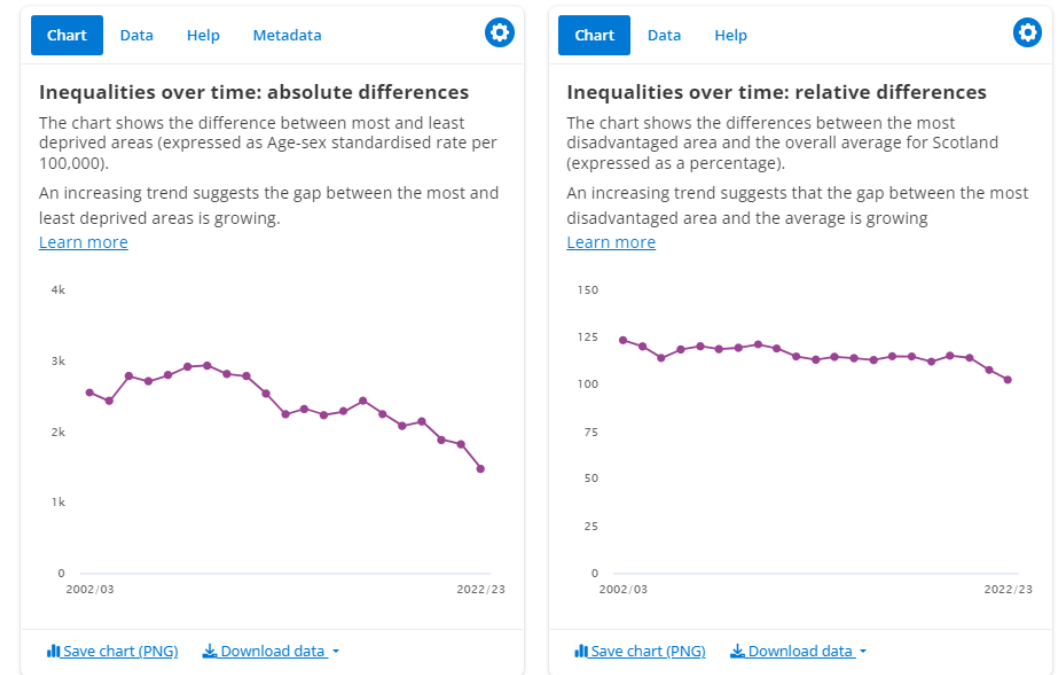 Chart Data Help Metadata
Inequalities over time: absolute differences
The chart shows the difference between most and least
deprived areas (expressed as Age-sex standardised rate per
100,000).
An increasing trend suggests the gap between the most and
least deprived areas is growing.
Learn more
4k
3k
2k
1k
0
2002/03 2022/23
Save chart (PNG) Download data
Chart Data Help
Inequalities over time: relative differences
The chart shows the differences between the most
disadvantaged area and the overall average for Scotland
(expressed as a percentage).
An increasing trend suggests that the gap between the most
disadvantaged area and the average is growing
Learn more
150
125
100
75
50
25
0
2002/03 2022/23
Save chart (PNG) Download data